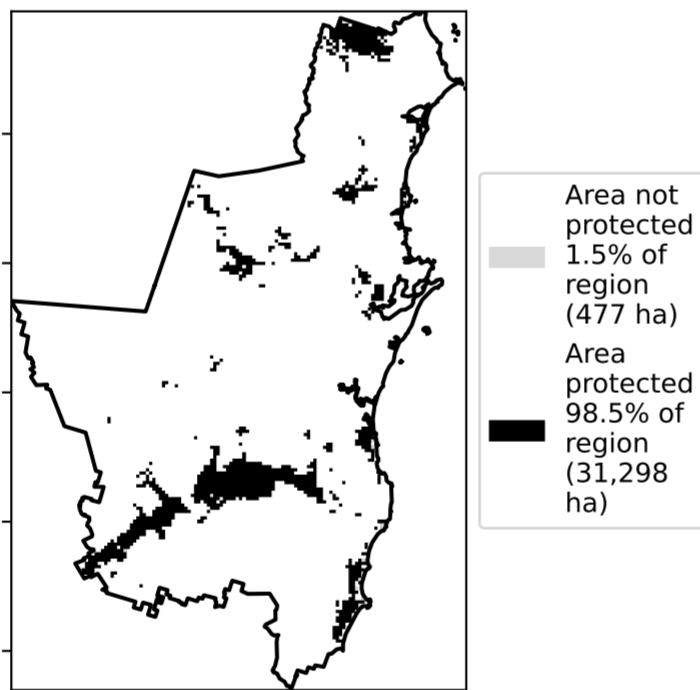 Area not
protected
1.5% of
region
(477 ha)
Area
protected
98.5% of
region
(31,298
ha)